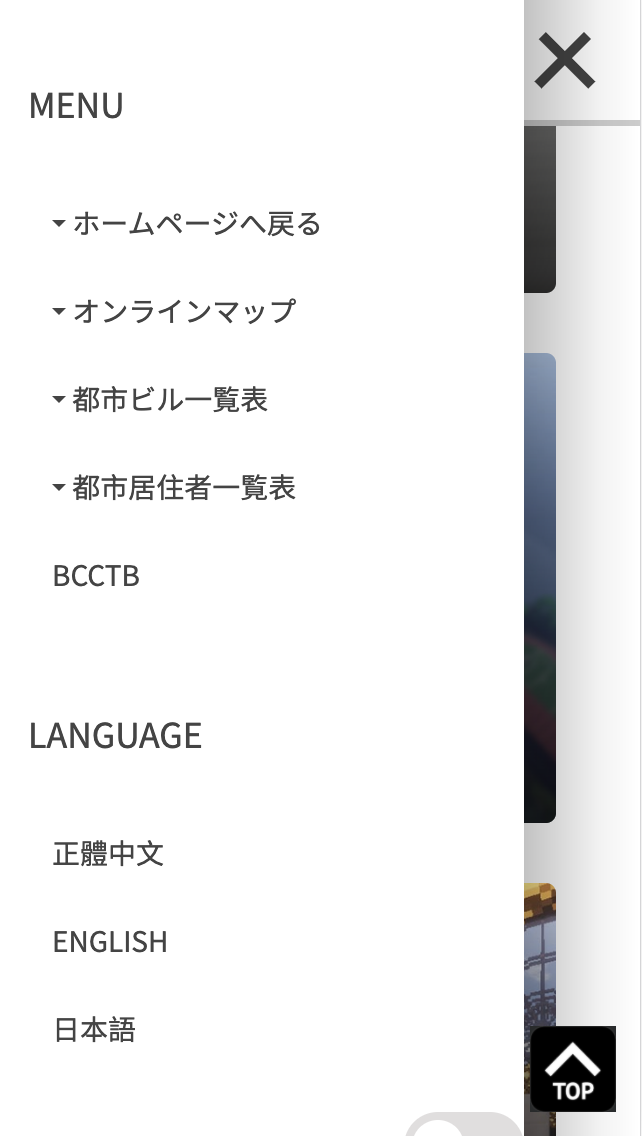 MENU
ホームページへ戻る
オンラインマップ
都市ビル一覧表
都市居住者一覧表
BCCTB
LANGUAGE
正體中文
ENGLISH
日本語
TOP